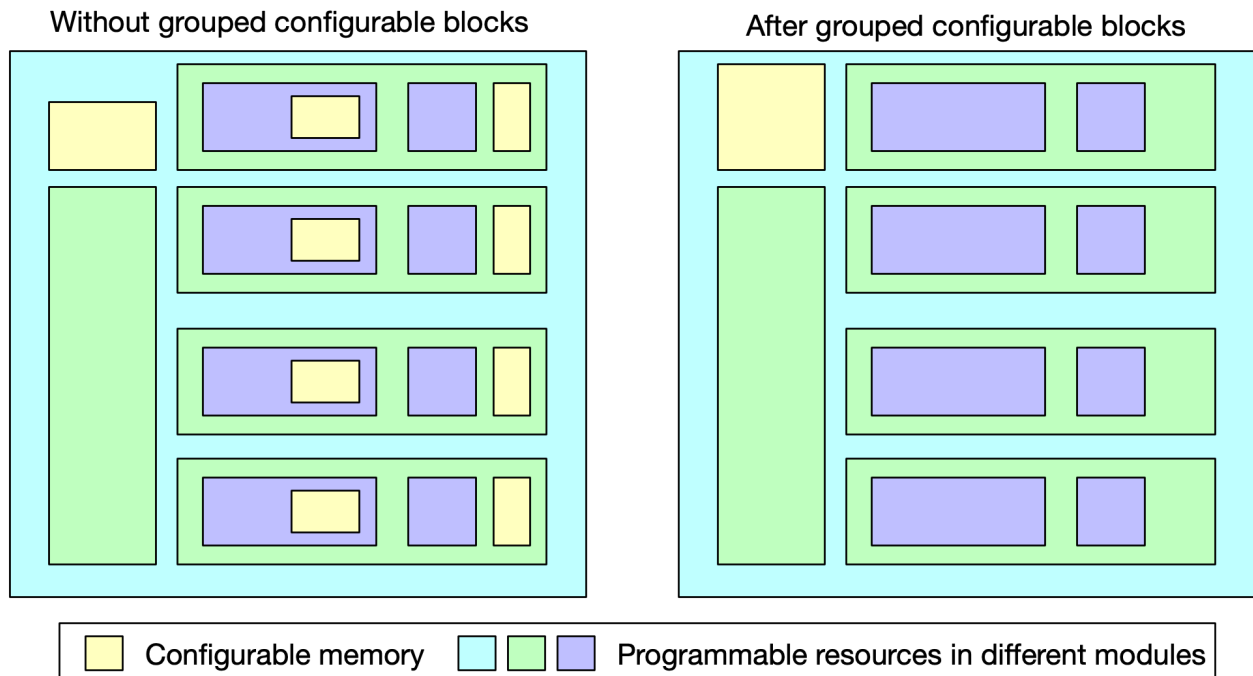 Without grouped configurable blocks
After grouped configurable blocks
Configurable memory
Programmable resources in different modules